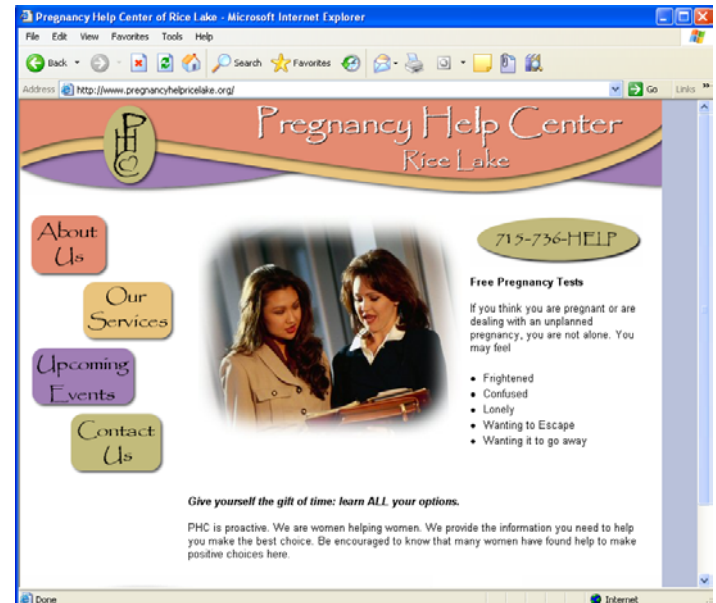 Pregnancy Help Center of Rice Lake - Microsoft Internet Explorer
File Edit View Favorites Tools Help
Back Search Favorites
Address http://www.pregnancyhelpricelake.org/ Go Links »
PHC
Pregnancy Help Center
Rice Lake
About
Us
Our
Services
Upcoming
Events
Contact
Us
715-736-HELP
Free Pregnancy Tests
If you think you are pregnant or are
dealing with an unplanned
pregnancy, you are not alone. You
may feel
• Frightened
• Confused
• Lonely
• Wanting to Escape
• Wanting it to go away
Give yourself the gift of time: learn ALL your options.
PHC is proactive. We are women helping women. We provide the information you need to help
you make the best choice. Be encouraged to know that many women have found help to make
positive choices here.
Done Internet